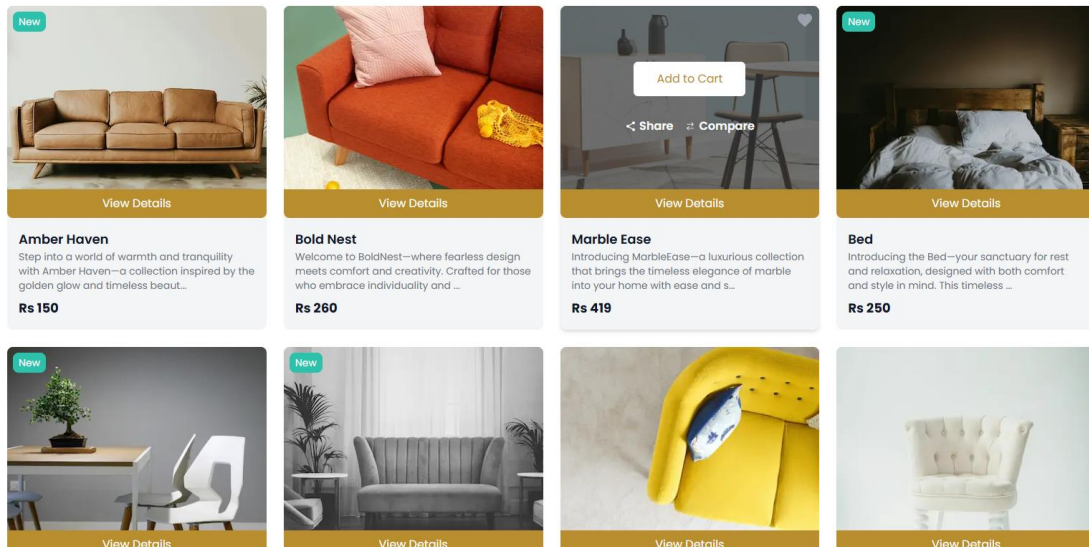 New
New
Add to Cart
Share
Compare
View Details
View Details
View Details
View Details
Amber Haven
Step into a world of warmth and tranquility
with Amber Haven—a collection inspired by the
golden glow and timeless beaut...
Rs 150
Bold Nest
Welcome to BoldNest—where fearless design
meets comfort and creativity. Crafted for those
who embrace individuality and ...
Rs 260
Marble Ease
Introducing MarbleEase—a luxurious collection
that brings the timeless elegance of marble
into your home with ease and s...
Rs 419
Bed
Introducing the Bed—your sanctuary for rest
and relaxation, designed with both comfort
and style in mind. This timeless ...
Rs 250
New
New
View Details
View Details
View Details
View Details